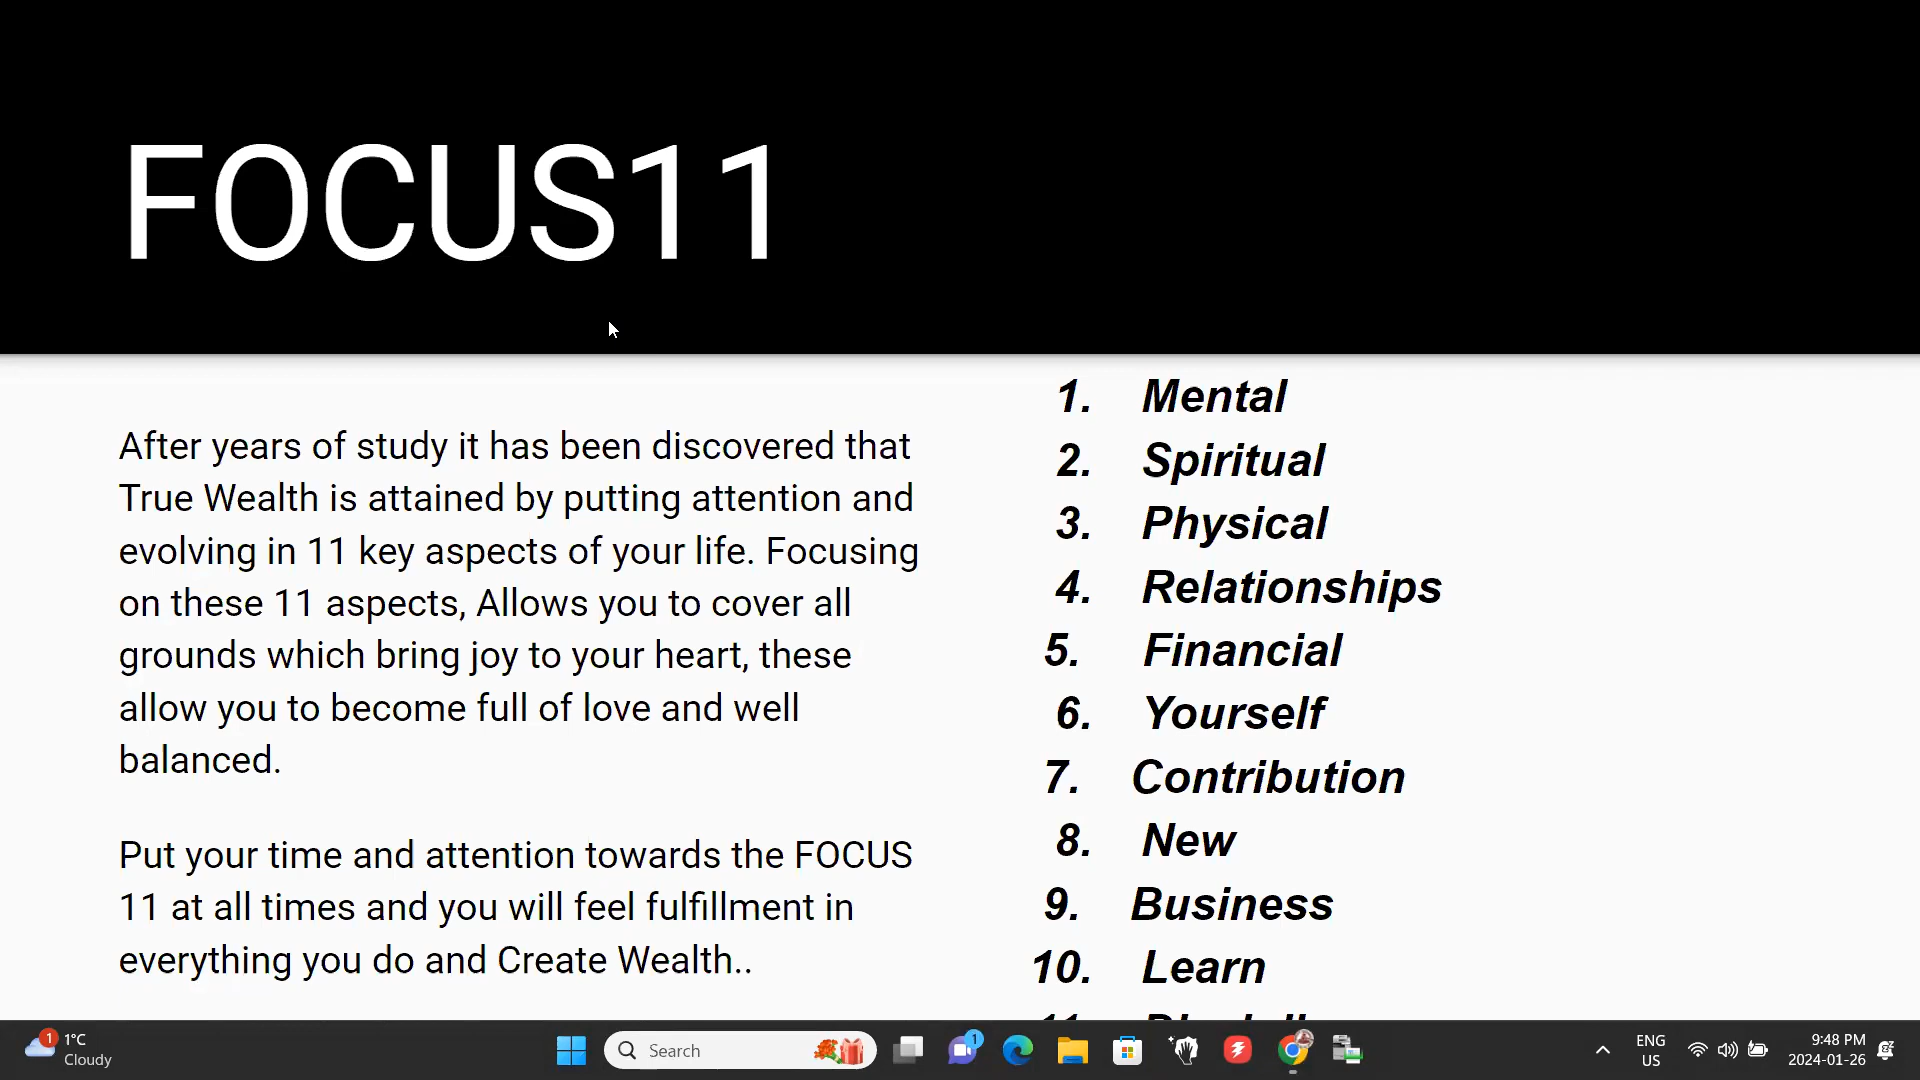 FOCUS11
After years of study it has been discovered that
True Wealth is attained by putting attention and
evolving in 11 key aspects of your life. Focusing
on these 11 aspects, Allows you to cover all
grounds which bring joy to your heart, these
allow you to become full of love and well
balanced.
Put your time and attention towards the FOCUS
11 at all times and you will feel fulfillment in
everything you do and Create Wealth..
1. Mental
2. Spiritual
3. Physical
4. Relationships
5. Financial
6. Yourself
7. Contribution
8. New
9. Business
10. Learn
11.
1
1°C
Cloudy
Search
1
ENG
US
9:48 PM
2024-01-26